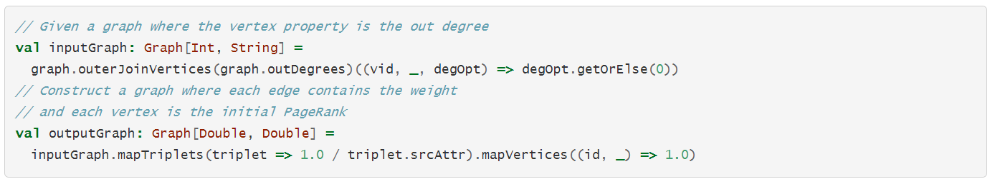 // Given a graph where the vertex property is the out degree
val inputGraph: Graph[Int, String] =
  graph.outerJoinVertices(graph.outDegrees)((vid, _, degOpt) => degOpt.getOrElse(0))
// Construct a graph where each edge contains the weight
// and each vertex is the initial PageRank
val outputGraph: Graph[Double, Double] =
  inputGraph.mapTriplets(triplet => 1.0 / triplet.srcAttr).mapVertices((id, _) => 1.0)